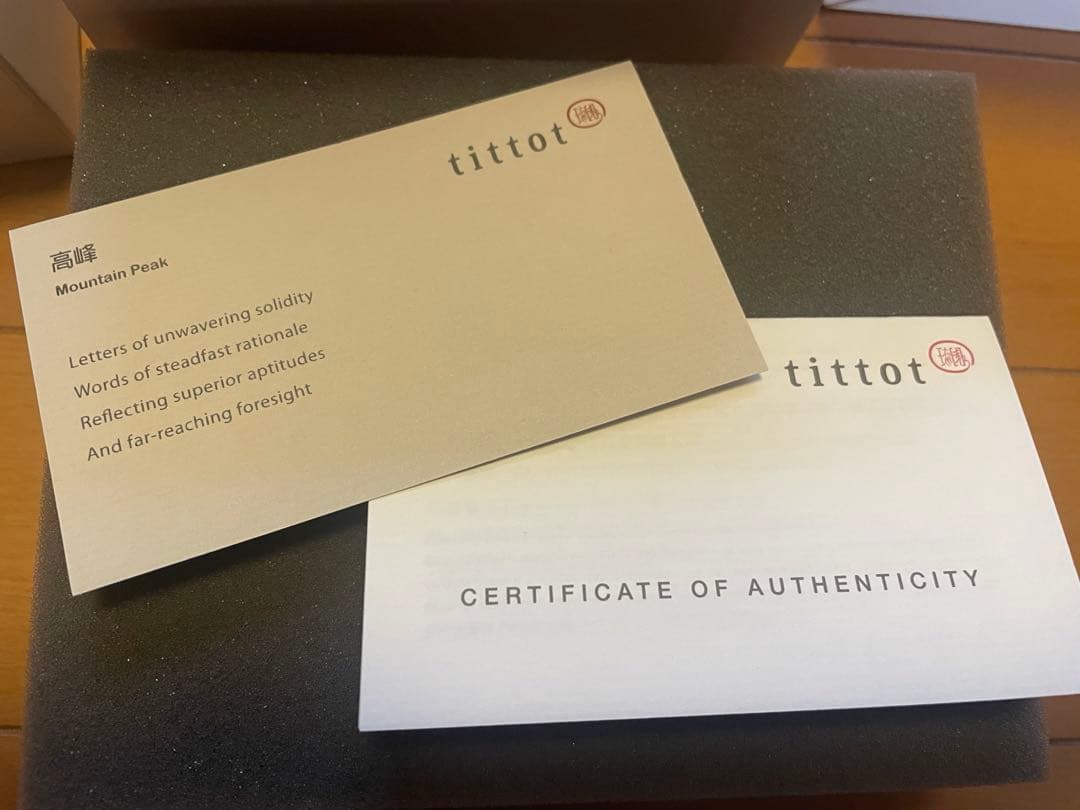 tittot
高峰
Mountain Peak
Letters of unwavering solidity
Words of steadfast rationale
Reflecting superior aptitudes
And far-reaching foresight
tittot
CERTIFICATE OF AUTHENTICITY